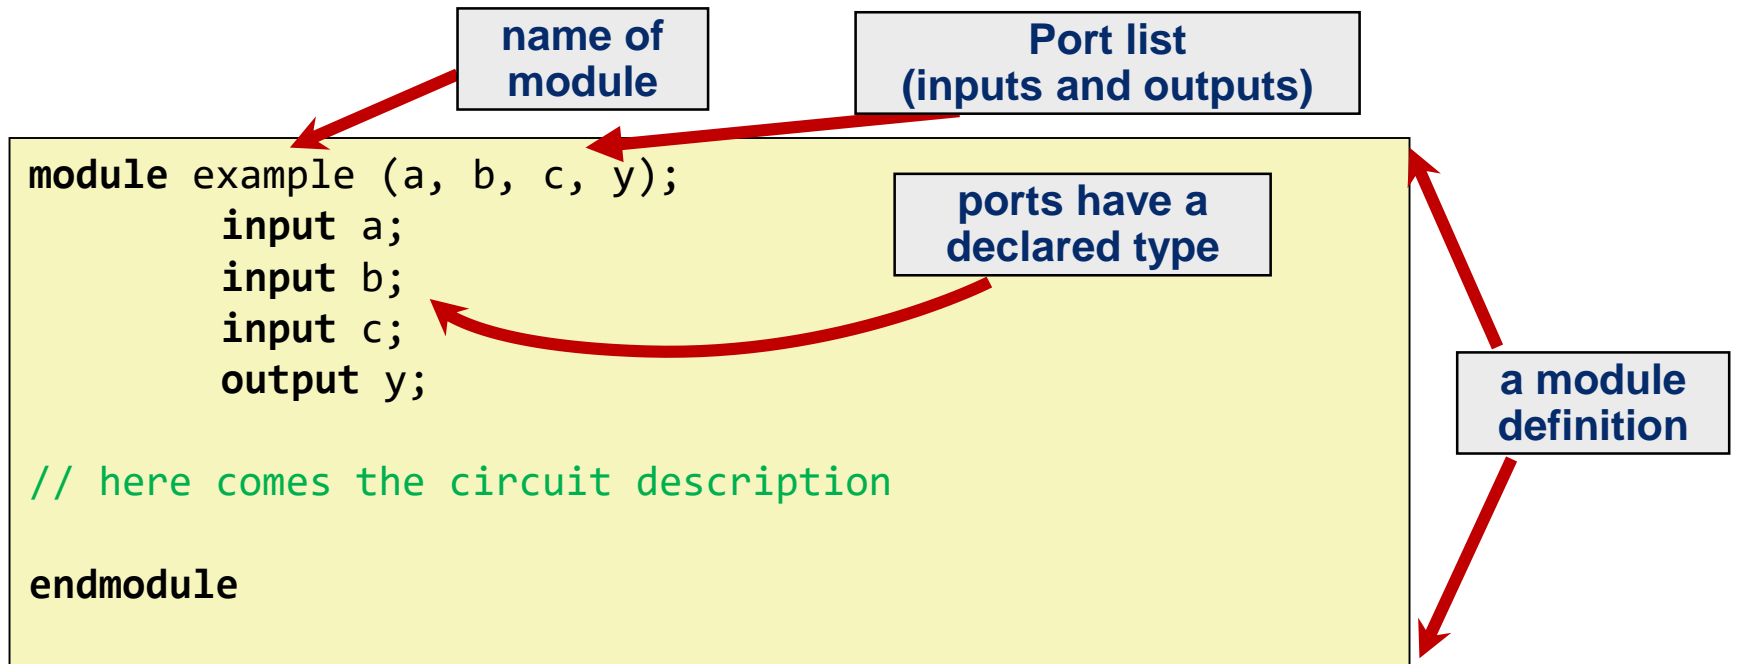 name of
module
Port list
(inputs and outputs)
module example (a, b, c, y);
input a;
input b;
input c;
output y;
ports have a
declared type
a module
definition
// here comes the circuit description
endmodule